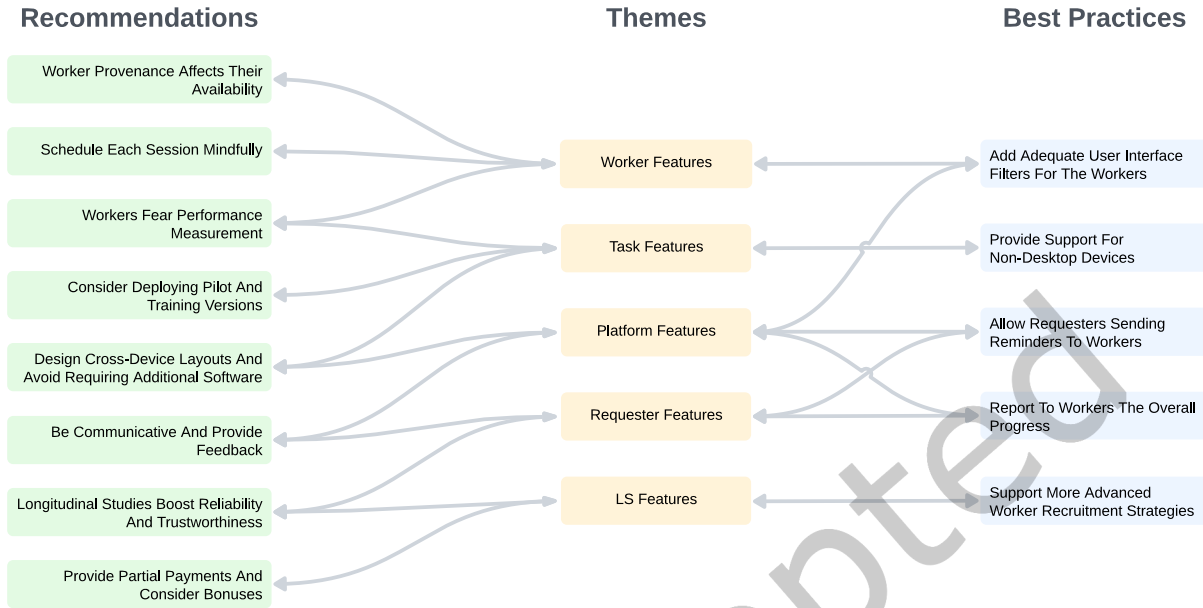 Recommendations
Themes
Best Practices
Worker Provenance Affects Their
Availability
Schedule Each Session Mindfully
Workers Fear Performance
Measurement
Consider Deploying Pilot And
Training Versions
Design Cross-Device Layouts And
Avoid Requiring Additional Software
Be Communicative And Provide
Feedback
Longitudinal Studies Boost Reliability
And Trustworthiness
Provide Partial Payments And
Consider Bonuses
Worker Features
Task Features
Platform Features
Requester Features
LS Features
Add Adequate User Interface
Filters For The Workers
Provide Support For
Non-Desktop Devices
Allow Requesters Sending
Reminders To Workers
Report To Workers The Overall
Progress
Support More Advanced
Worker Recruitment Strategies
pted